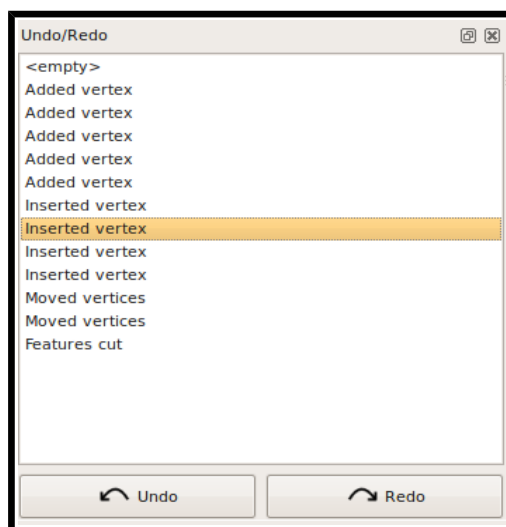 Undo/Redo
<empty>
Added vertex
Added vertex
Added vertex
Added vertex
Added vertex
Inserted vertex
Inserted vertex
Inserted vertex
Inserted vertex
Moved vertices
Moved vertices
Features cut
Undo
Redo